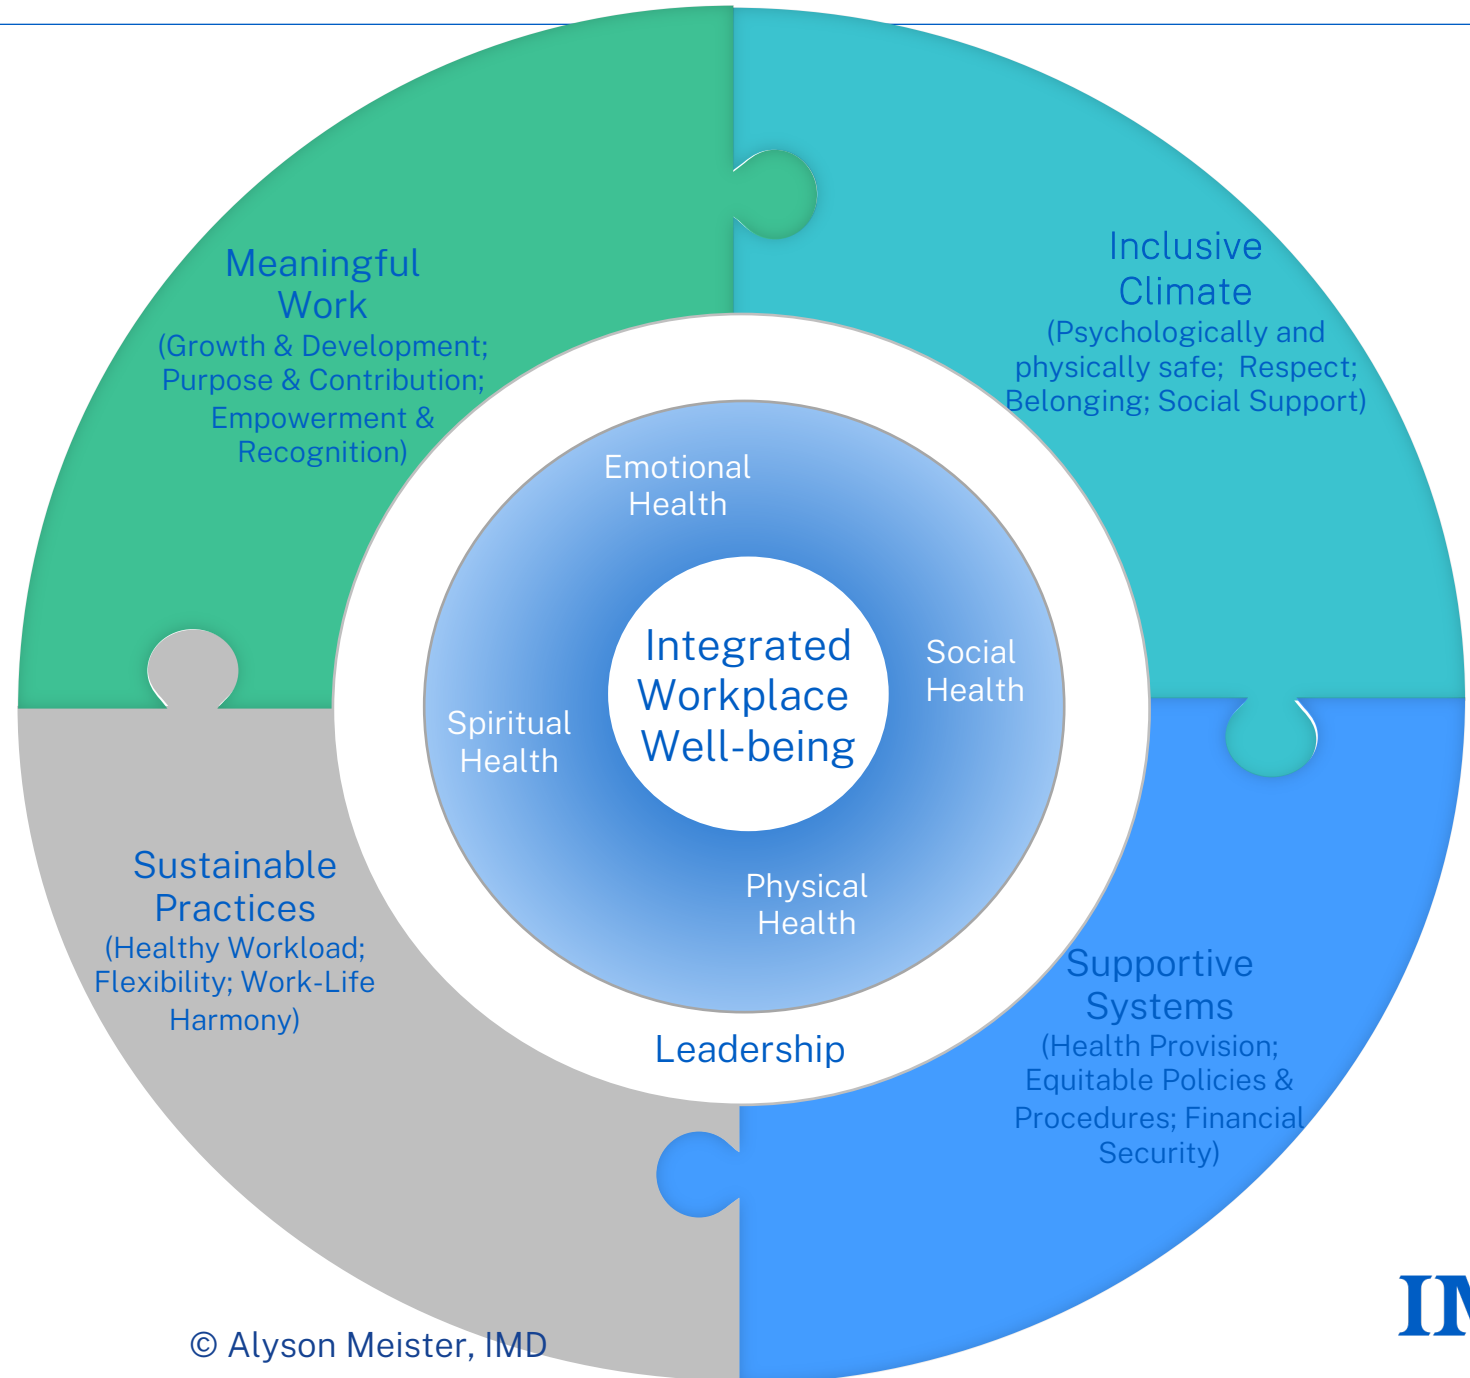 Meaningful
Work
(Growth & Development;
Purpose & Contribution;
Empowerment &
Recognition)
Inclusive
Climate
(Psychologically and
physically safe;  Respect;
Belonging; Social Support)
Emotional
Health
Integrated
Workplace
Well-being
Social
Health
Spiritual
Health
Physical
Health
Leadership
Sustainable
Practices
(Healthy Workload;
Flexibility; Work-Life
Harmony)
Supportive
Systems
(Health Provision;
Equitable Policies &
Procedures; Financial
Security)
© Alyson Meister, IMD